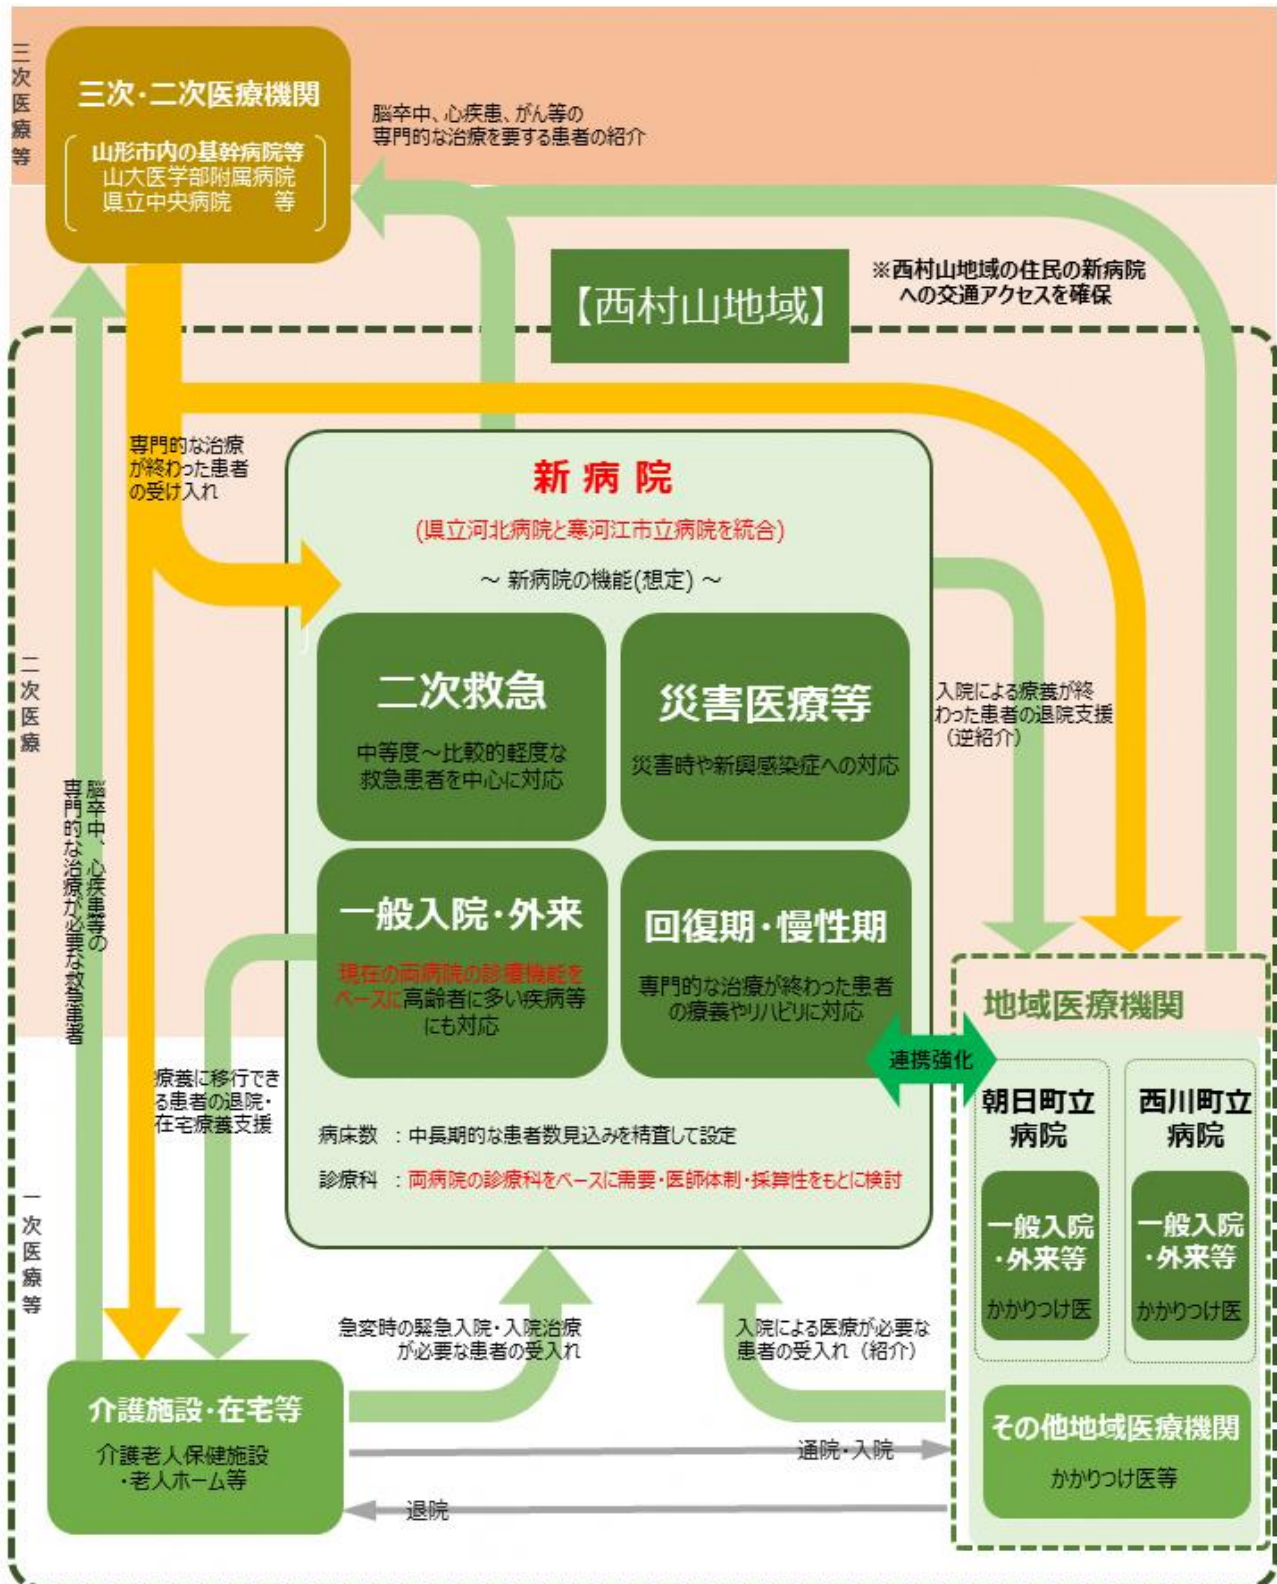 三次医療等
三次・二次医療機関
山形市内の基幹病院等
山大医学部附属病院
県立中央病院 等
脳卒中、心疾患、がん等の
専門的な治療を要する患者の紹介
【西村山地域】
※西村山地域の住民の新病院
への交通アクセスを確保
専門的な治療
が終わった患者
の受け入れ
新病院
(県立河北病院と寒河江市立病院を統合)
～ 新病院の機能(想定) ～
二次救急
中等度～比較的軽度な
救急患者を中心に対応
災害医療等
災害時や新興感染症への対応
一般入院・外来
現在の両病院の診療機能を
ベースに高齢者に多い疾病等
にも対応
回復期・慢性期
専門的な治療が終わった患者
の療養やリハビリに対応
病床数 ：中長期的な患者数見込みを精査して設定
診療科 ：両病院の診療科をベースに需要・医師体制・採算性をもとに検討
二次医療
入院による療養が終
わった患者の退院支援
（逆紹介）
脳卒中、心疾患等の
専門的な治療が必要な救急患者
療養に移行でき
る患者の退院・
在宅療養支援
連携強化
地域医療機関
朝日町立
病院
一般入院
・外来等
かかりつけ医
西川町立
病院
一般入院
・外来等
かかりつけ医
その他地域医療機関
かかりつけ医等
一次医療等
急変時の緊急入院・入院治療
が必要な患者の受入れ
入院による医療が必要な
患者の受入れ（紹介）
介護施設・在宅等
介護老人保健施設
・老人ホーム等
通院・入院
退院